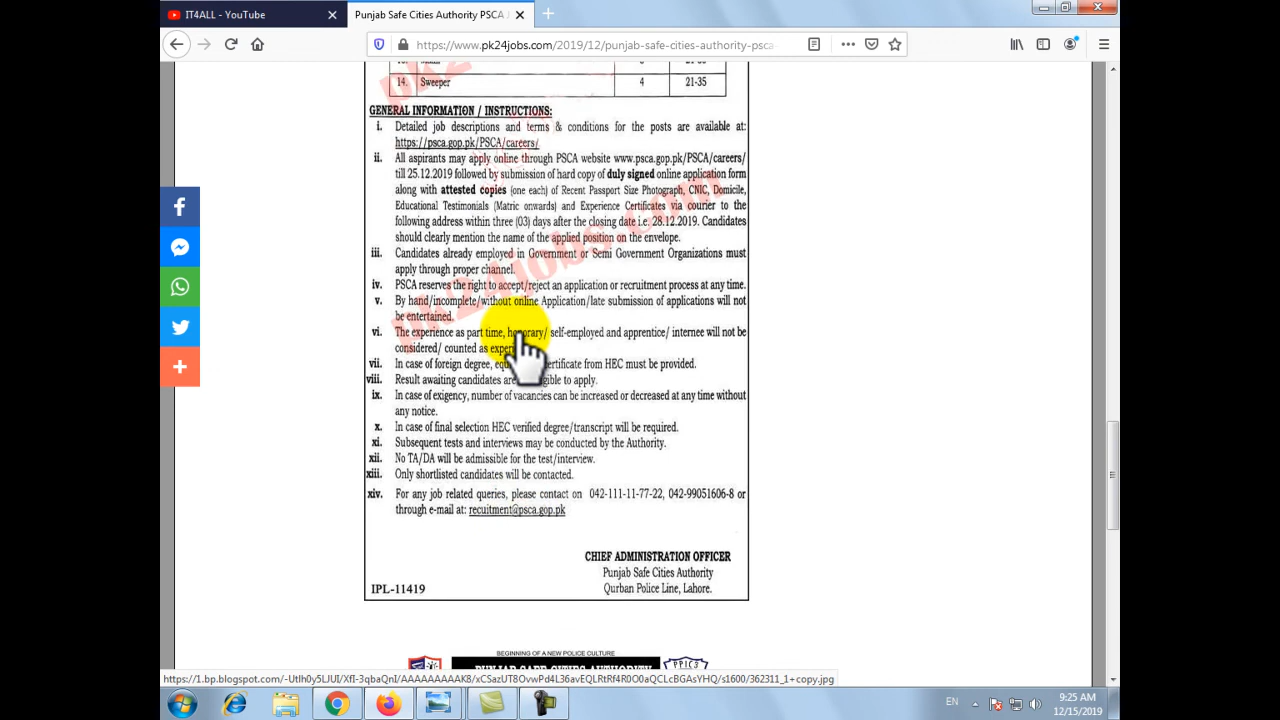 IT4ALL - YouTube
Punjab Safe Cities Authority PSCA
https://www.pk24jobs.com/2019/12/punjab-safe-cities-authority-psca-
14. Sweeper 4 21-35
GENERAL INFORMATION / INSTRUCTIONS:
i. Detailed job descriptions and terms & conditions for the posts are available at:
https://psca.gop.pk/PSCA/careers/
ii. All aspirants may apply online through PSCA website www.psca.gop.pk/PSCA/careers/
till 25.12.2019 followed by submission of hard copy of duly signed online application form
along with attested copies (one each) of Recent Passport Size Photograph, CNIC, Domicile,
Educational Testimonials (Matric onwards) and Experience Certificates via courier to the
following address within three (03) days after the closing date i.e. 28.12.2019. Candidates
should clearly mention the name of the applied position on the envelope.
iii. Candidates already employed in Government or Semi Government Organizations must
apply through proper channel.
iv. PSCA reserves the right to accept/reject an application or recruitment process at any time.
v. By hand/incomplete/without online Application/late submission of applications will not
be entertained.
vi. The experience as part time, honorary/ self-employed and apprentice/ internee will not be
considered/ counted as
vii. In case of foreign degree, certificate from HEC must be provided.
viii. Result awaiting candidates are to apply.
ix. In case of exigency, number of vacancies can be increased or decreased at any time without
any notice.
x. In case of final selection HEC verified degree/transcript will be required.
xi. Subsequent tests and interviews may be conducted by the Authority.
xii. No TA/DA will be admissible for the test/interview.
xiii. Only shortlisted candidates will be contacted.
xiv. For any job related queries, please contact on 042-111-11-77-22, 042-99051606-8 or
through e-mail at: recuitment@psca.gop.pk
CHIEF ADMINISTRATION OFFICER
Punjab Safe Cities Authority
Qurban Police Line, Lahore.
IPL-11419
pk24jobs.com
BEGINNING OF A NEW POLICE CULTURE
PUNJAB SAFE CITIES AUTHORITY
PPIC3
EN
9:25 AM
12/15/2019